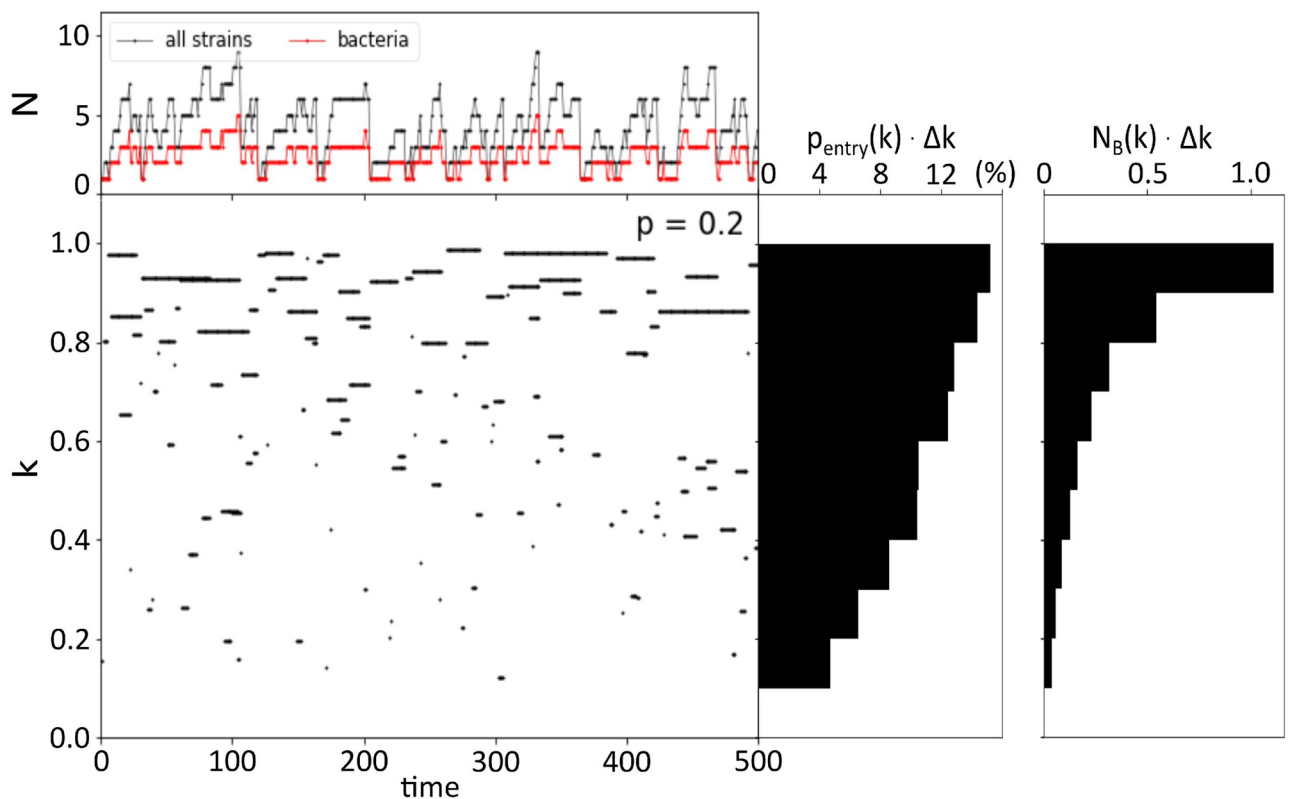 10
all strains
bacteria
N
5
0
p_entry(k) · Δk
N_B(k) · Δk
0 4 8 12 (%)
0 0.5 1.0
p = 0.2
1.0
0.8
0.6
k
0.4
0.2
0.0
0 100 200 300 400 500
time